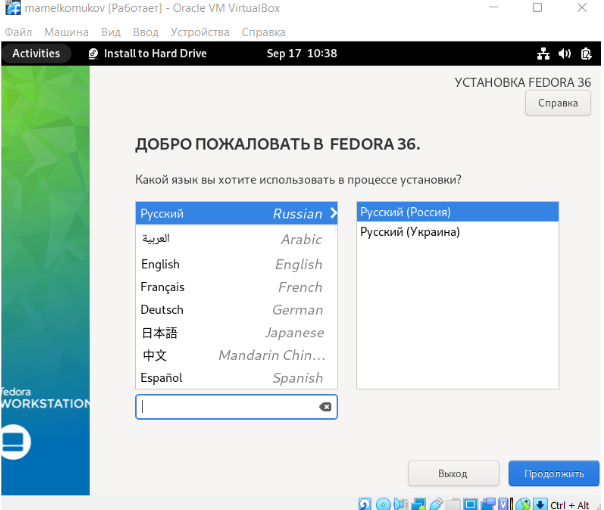 mamelkomukov [Работает] - Oracle VM VirtualBox
Файл Машина Вид Ввод Устройства Справка
Activities Install to Hard Drive Sep 17 10:38
УСТАНОВКА FEDORA 36
Справка
ДОБРО ПОЖАЛОВАТЬ В FEDORA 36.
Какой язык вы хотите использовать в процессе установки?
Русский Russian
العربية Arabic
English English
Français French
Deutsch German
日本語 Japanese
中文 Mandarin Chin...
Español Spanish
Русский (Россия)
Русский (Украина)
fedora
WORKSTATION
Выход Продолжить
Ctrl + Alt